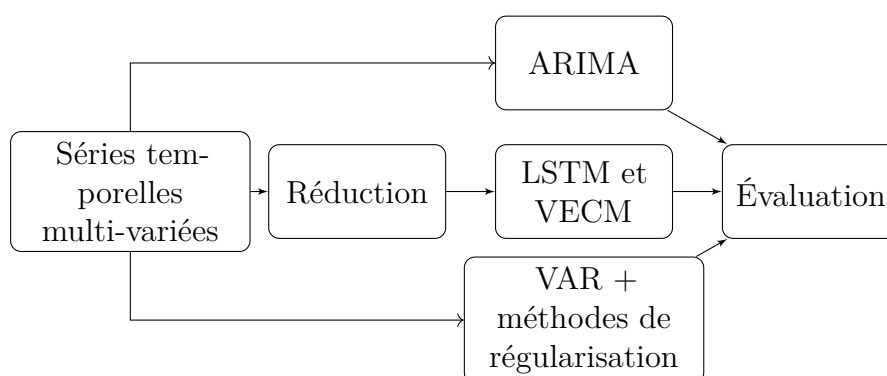 ARIMA
Séries tem-
porelles
multi-variées
Réduction
LSTM et
VECM
Évaluation
VAR +
méthodes de
régularisation